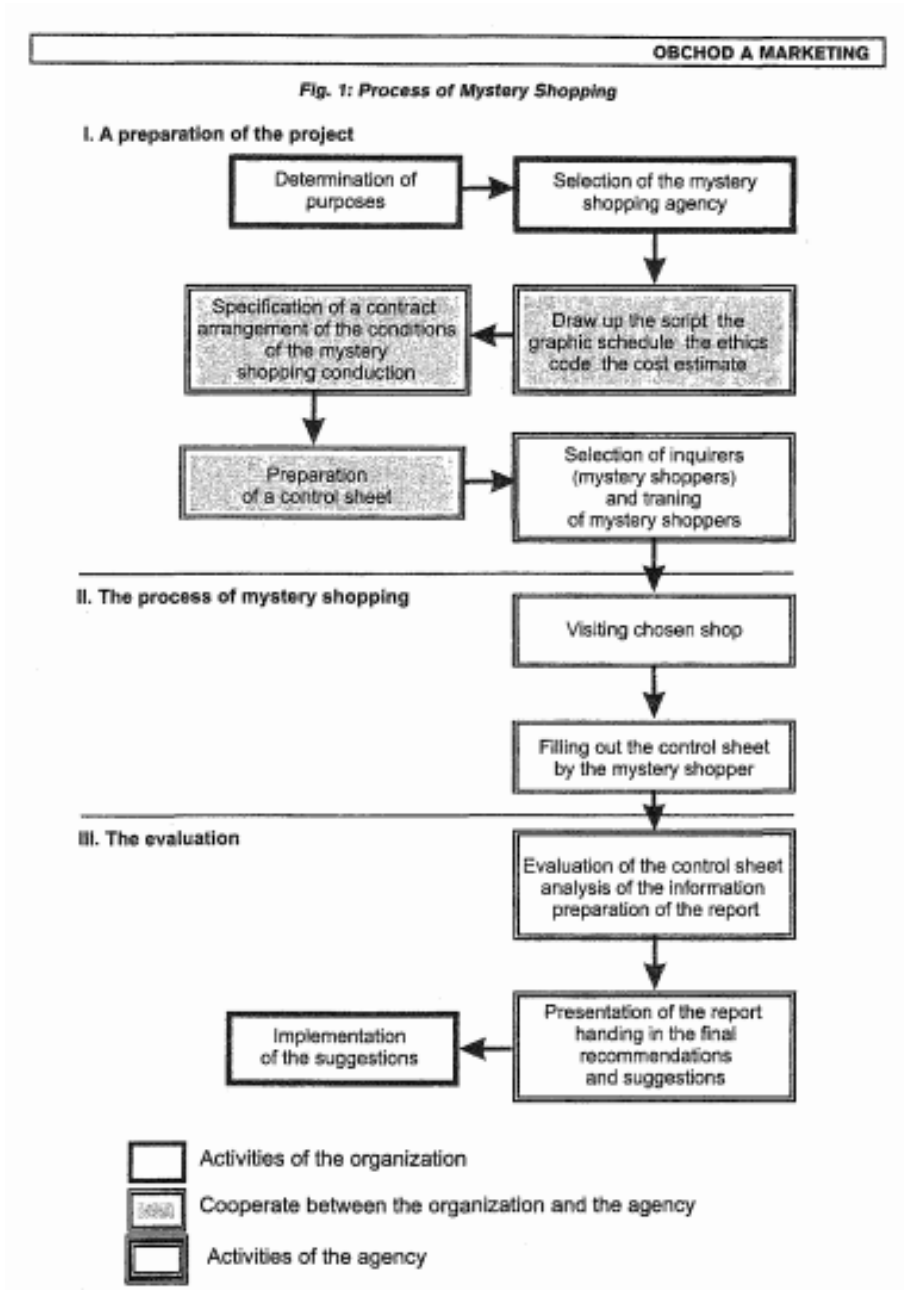 OBCHOD A MARKETING
Fig. 1: Process of Mystery Shopping
I. A preparation of the project
Determination of
purposes
Selection of the mystery
shopping agency
Specification of a contract
arrangement of the conditions
of the mystery
shopping conduction
Draw up the script the
graphic schedule the ethics
code the cost estimate
Preparation
of a control sheet
Selection of inquirers
(mystery shoppers)
and traning
of mystery shoppers
II. The process of mystery shopping
Visiting chosen shop
Filling out the control sheet
by the mystery shopper
III. The evaluation
Evaluation of the control sheet
analysis of the information
preparation of the report
Implementation
of the suggestions
Presentation of the report
handing in the final
recommendations
and suggestions
Activities of the organization
Cooperate between the organization and the agency
Activities of the agency